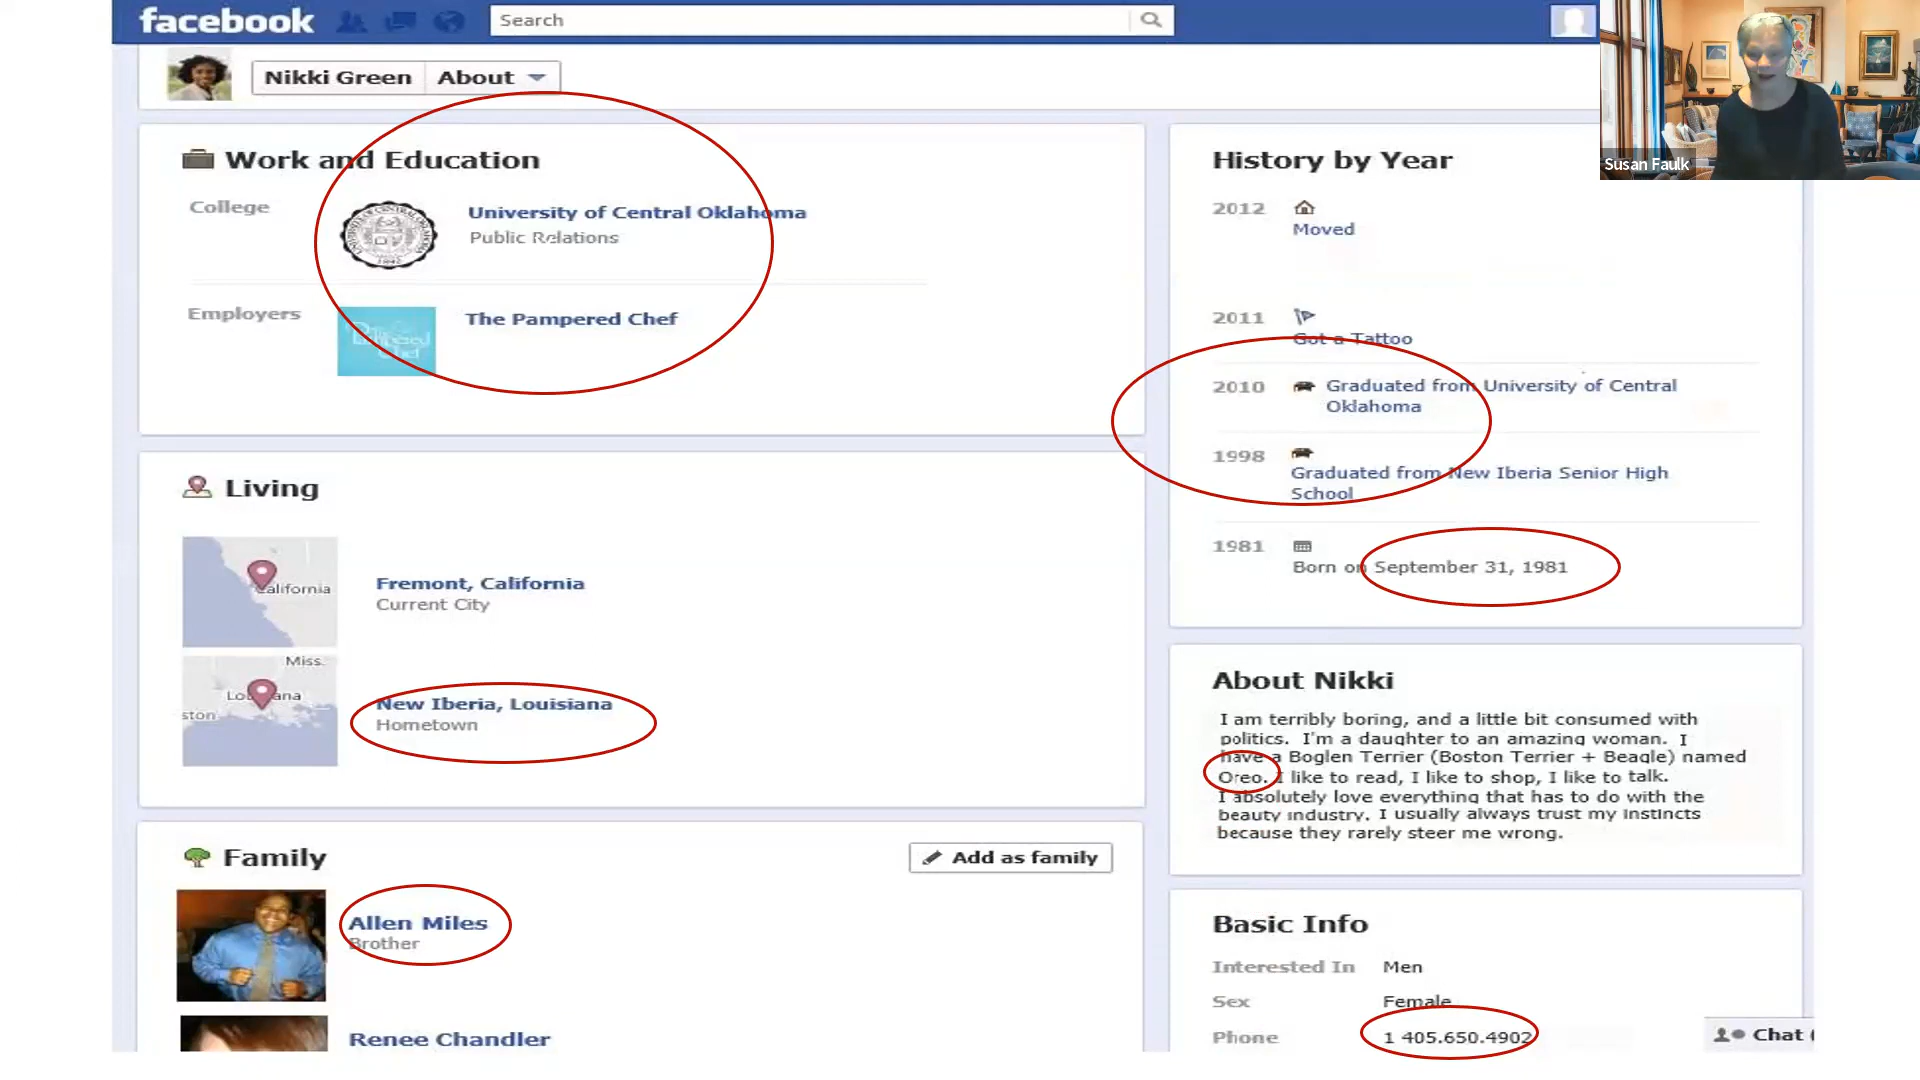 facebook
Search
Susan Faulk
Nikki Green
About
Work and Education
College
University of Central Oklahoma
Public Relations
Employers
The Pampered Chef
Living
California
Fremont, California
Current City
Miss.
Louisiana
ston
New Iberia, Louisiana
Hometown
Family
Add as family
Allen Miles
Brother
Renee Chandler
History by Year
2012
Moved
2011
Got a Tattoo
2010
Graduated from University of Central
Oklahoma
1998
Graduated from New Iberia Senior High
School
1981
Born on September 31, 1981
About Nikki
I am terribly boring, and a little bit consumed with
politics. I'm a daughter to an amazing woman. I
have a Boglen Terrier (Boston Terrier + Beagle) named
Oreo. I like to read, I like to shop, I like to talk.
I absolutely love everything that has to do with the
beauty industry. I usually always trust my instincts
because they rarely steer me wrong.
Basic Info
Interested In Men
Sex Female
Phone 1 405.650.4902
Chat (